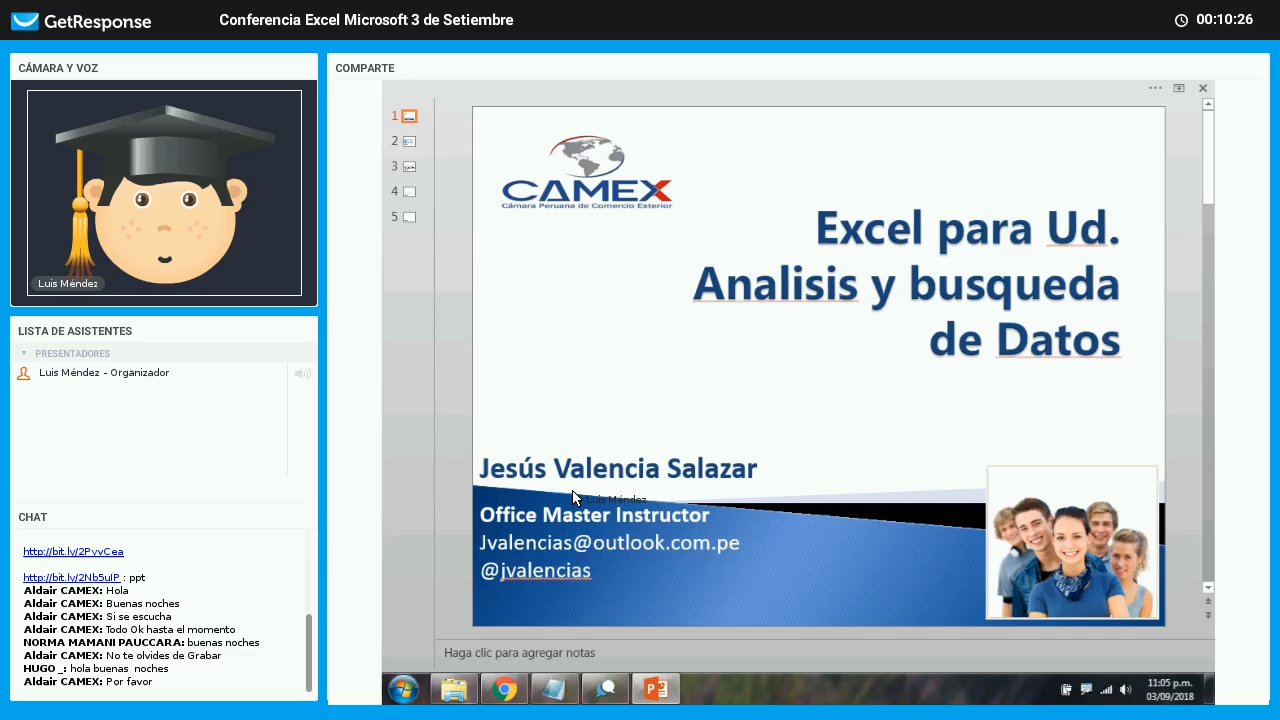 GetResponse
Conferencia Excel Microsoft 3 de Setiembre
00:10:26
CÁMARA Y VOZ
Luis Méndez
LISTA DE ASISTENTES
PRESENTADORES
Luis Méndez - Organizador
CHAT
http://bit.ly/2PyvCea
http://bit.ly/2Nb5uIP : ppt
Aldair CAMEX: Hola
Aldair CAMEX: Buenas noches
Aldair CAMEX: Si se escucha
Aldair CAMEX: Todo Ok hasta el momento
NORMA MAMANI PAUCCARA: buenas noches
Aldair CAMEX: No te olvides de Grabar
HUGO _: hola buenas noches
Aldair CAMEX: Por favor
COMPARTE
1
2
3
4
5
CAMEX
Cámara Peruana de Comercio Exterior
Excel para Ud.
Analisis y busqueda
de Datos
Jesús Valencia Salazar
Luis Méndez
Office Master Instructor
Jvalencias@outlook.com.pe
@jvalencias
Haga clic para agregar notas
11:05 p.m.
03/09/2018